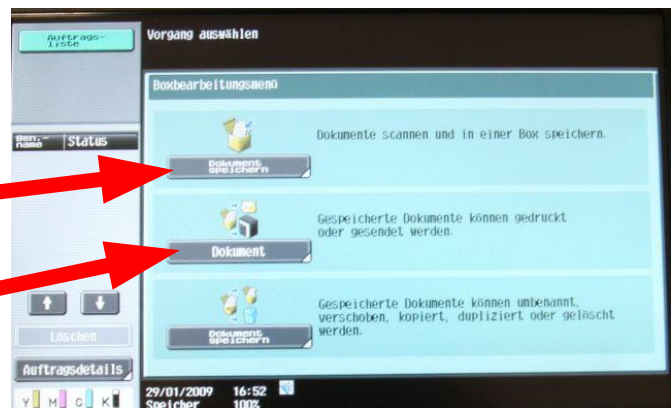 Auftrags-
liste
Vorgang auswählen
Boxbearbeitungsmenü
Ben.-
name
Status
Dokumente scannen und in einer Box speichern.
Dokument
speichern
Gespeicherte Dokumente können gedruckt
oder gesendet werden.
Dokument
Gespeicherte Dokumente können umbenannt,
verschoben, kopiert, dupliziert oder gelöscht
werden.
Dokument
speichern
Löschen
Auftragsdetails
Y M C K
29/01/2009 16:52
Speicher 100%